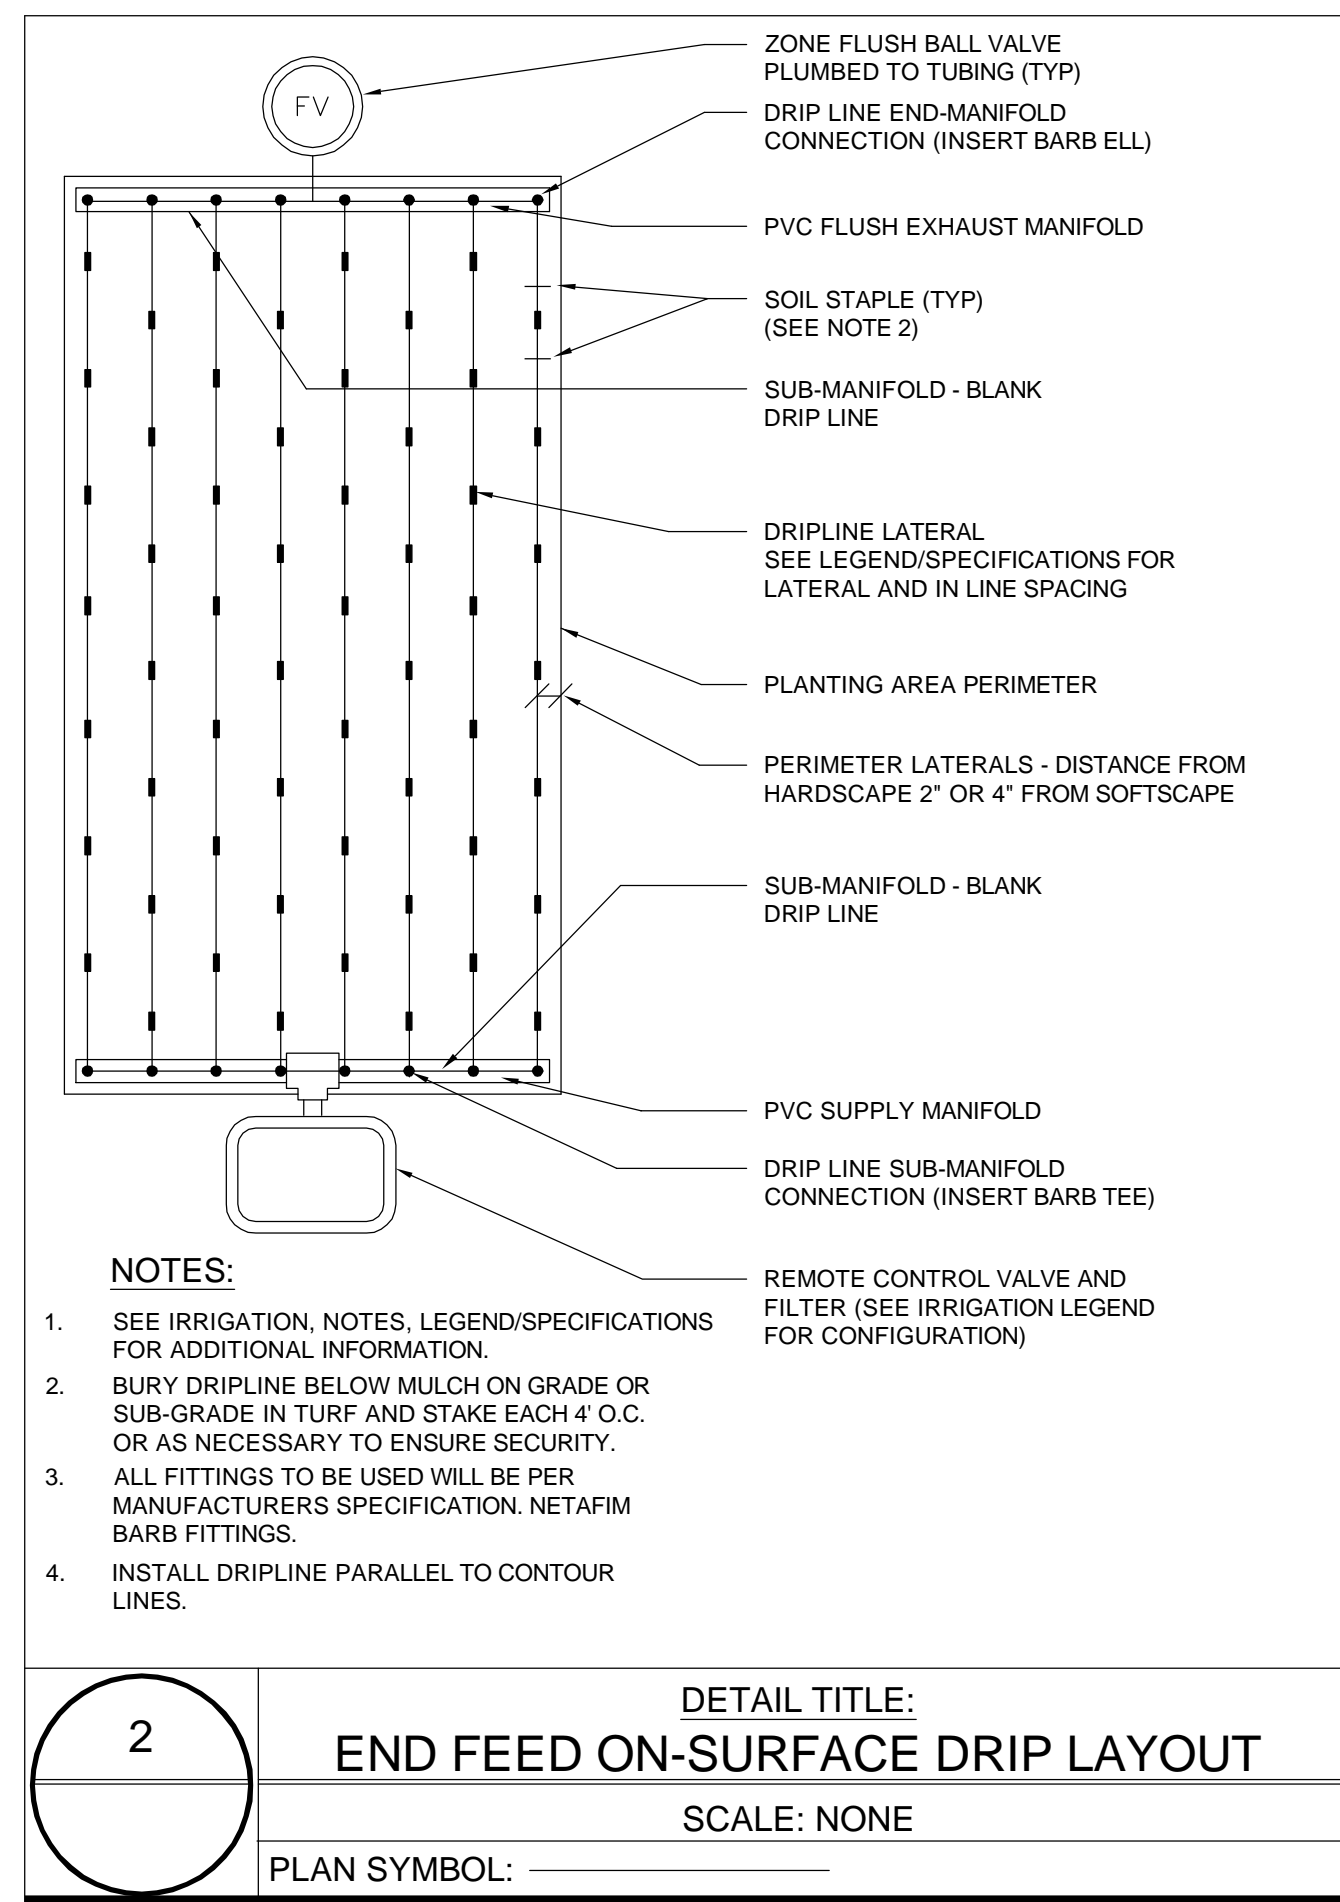 ZONE FLUSH BALL VALVE
PLUMBED TO TUBING (TYP)
FV
DRIP LINE END-MANIFOLD
CONNECTION (INSERT BARB ELL)
PVC FLUSH EXHAUST MANIFOLD
SOIL STAPLE (TYP)
(SEE NOTE 2)
SUB-MANIFOLD - BLANK
DRIP LINE
DRIPLINE LATERAL
SEE LEGEND/SPECIFICATIONS FOR
LATERAL AND IN LINE SPACING
PLANTING AREA PERIMETER
PERIMETER LATERALS - DISTANCE FROM
HARDSCAPE 2" OR 4" FROM SOFTSCAPE
SUB-MANIFOLD - BLANK
DRIP LINE
PVC SUPPLY MANIFOLD
DRIP LINE SUB-MANIFOLD
CONNECTION (INSERT BARB TEE)
REMOTE CONTROL VALVE AND
FILTER (SEE IRRIGATION LEGEND
FOR CONFIGURATION)
NOTES:
1. SEE IRRIGATION, NOTES, LEGEND/SPECIFICATIONS
FOR ADDITIONAL INFORMATION.
2. BURY DRIPLINE BELOW MULCH ON GRADE OR
SUB-GRADE IN TURF AND STAKE EACH 4' O.C.
OR AS NECESSARY TO ENSURE SECURITY.
3. ALL FITTINGS TO BE USED WILL BE PER
MANUFACTURERS SPECIFICATION. NETAFIM
BARB FITTINGS.
4. INSTALL DRIPLINE PARALLEL TO CONTOUR
LINES.
2
DETAIL TITLE:
END FEED ON-SURFACE DRIP LAYOUT
SCALE: NONE
PLAN SYMBOL: